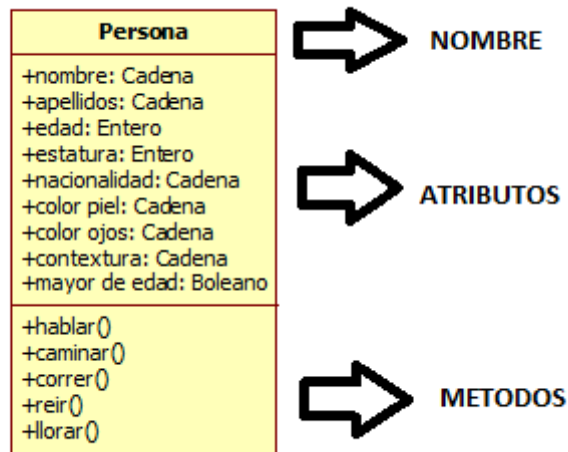 Persona
NOMBRE
+nombre: Cadena
+apellidos: Cadena
+edad: Entero
+estatura: Entero
+nacionalidad: Cadena
+color piel: Cadena
+color ojos: Cadena
+contextura: Cadena
+mayor de edad: Boleano
ATRIBUTOS
+hablar()
+caminar()
+correr()
+reir()
+llorar()
METODOS